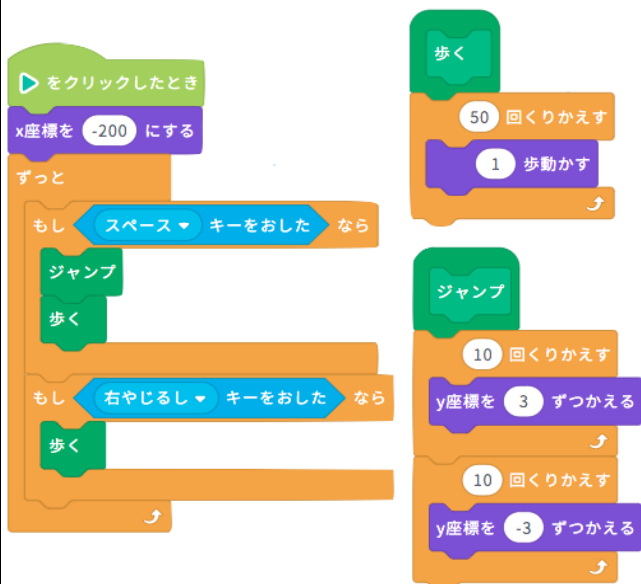 をクリックしたとき
x座標を -200 にする
ずっと
もし スペース キーをおした なら
ジャンプ
歩く
もし 右やじるし キーをおした なら
歩く
歩く
50 回くりかえす
1 歩動かす
ジャンプ
10 回くりかえす
y座標を 3 ずつかえる
10 回くりかえす
y座標を -3 ずつかえる